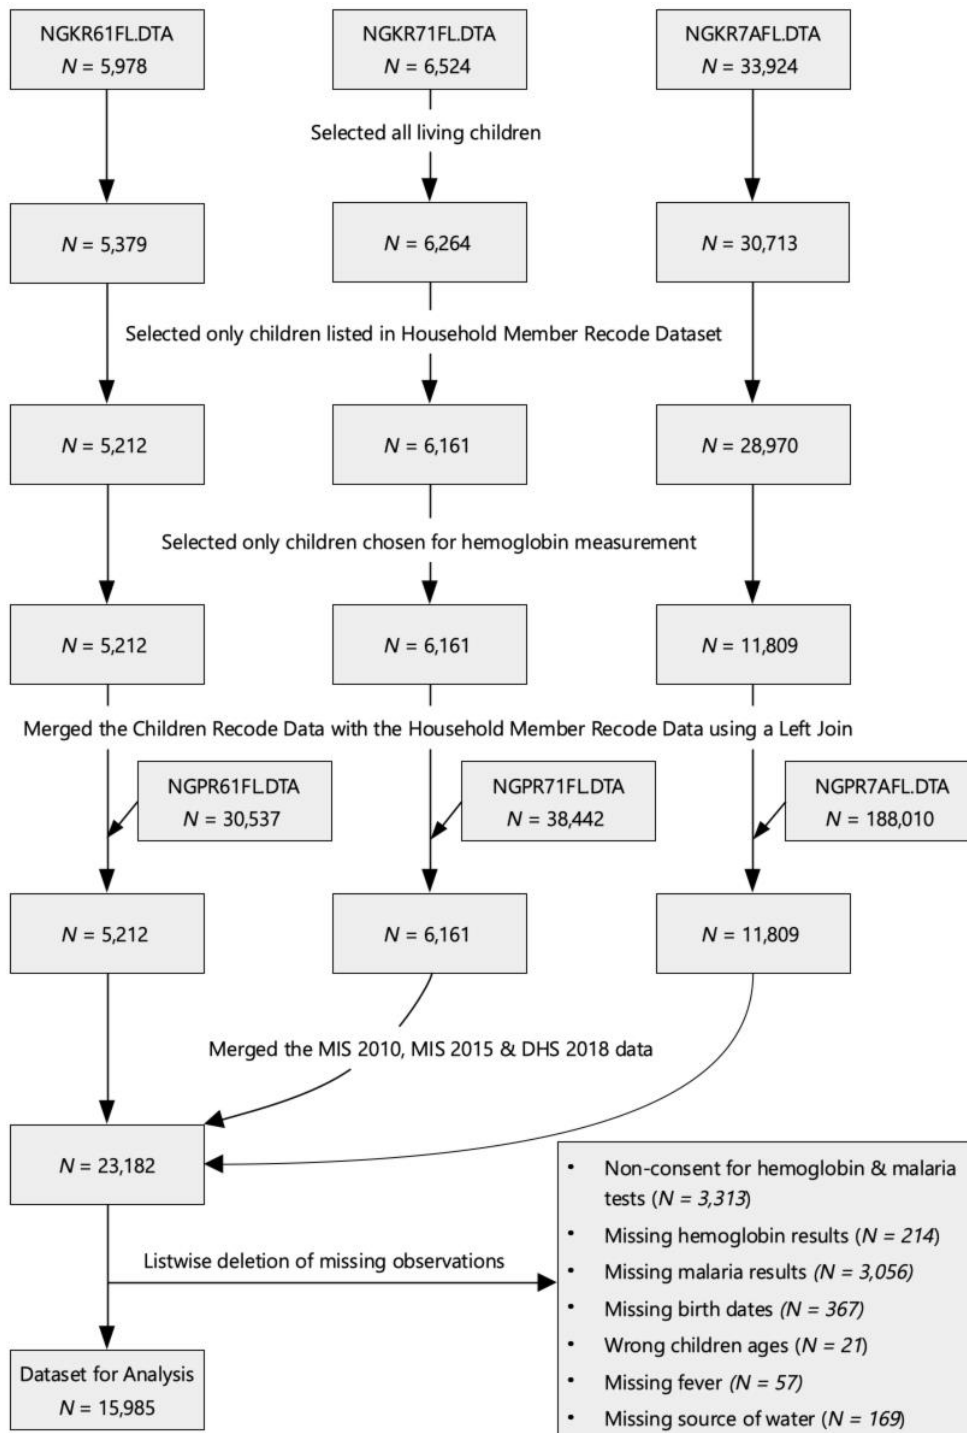 NGKR61FL.DTA
N = 5,978
NGKR71FL.DTA
N = 6,524
NGKR7AFL.DTA
N = 33,924
Selected all living children
N = 5,379
N = 6,264
N = 30,713
Selected only children listed in Household Member Recode Dataset
N = 5,212
N = 6,161
N = 28,970
Selected only children chosen for hemoglobin measurement
N = 5,212
N = 6,161
N = 11,809
Merged the Children Recode Data with the Household Member Recode Data using a Left Join
NGPR61FL.DTA
N = 30,537
NGPR71FL.DTA
N = 38,442
NGPR7AFL.DTA
N = 188,010
N = 5,212
N = 6,161
N = 11,809
Merged the MIS 2010, MIS 2015 & DHS 2018 data
N = 23,182
Listwise deletion of missing observations
• Non-consent for hemoglobin & malaria
tests (N = 3,313)
• Missing hemoglobin results (N = 214)
• Missing malaria results (N = 3,056)
• Missing birth dates (N = 367)
• Wrong children ages (N = 21)
• Missing fever (N = 57)
• Missing source of water (N = 169)
Dataset for Analysis
N = 15,985